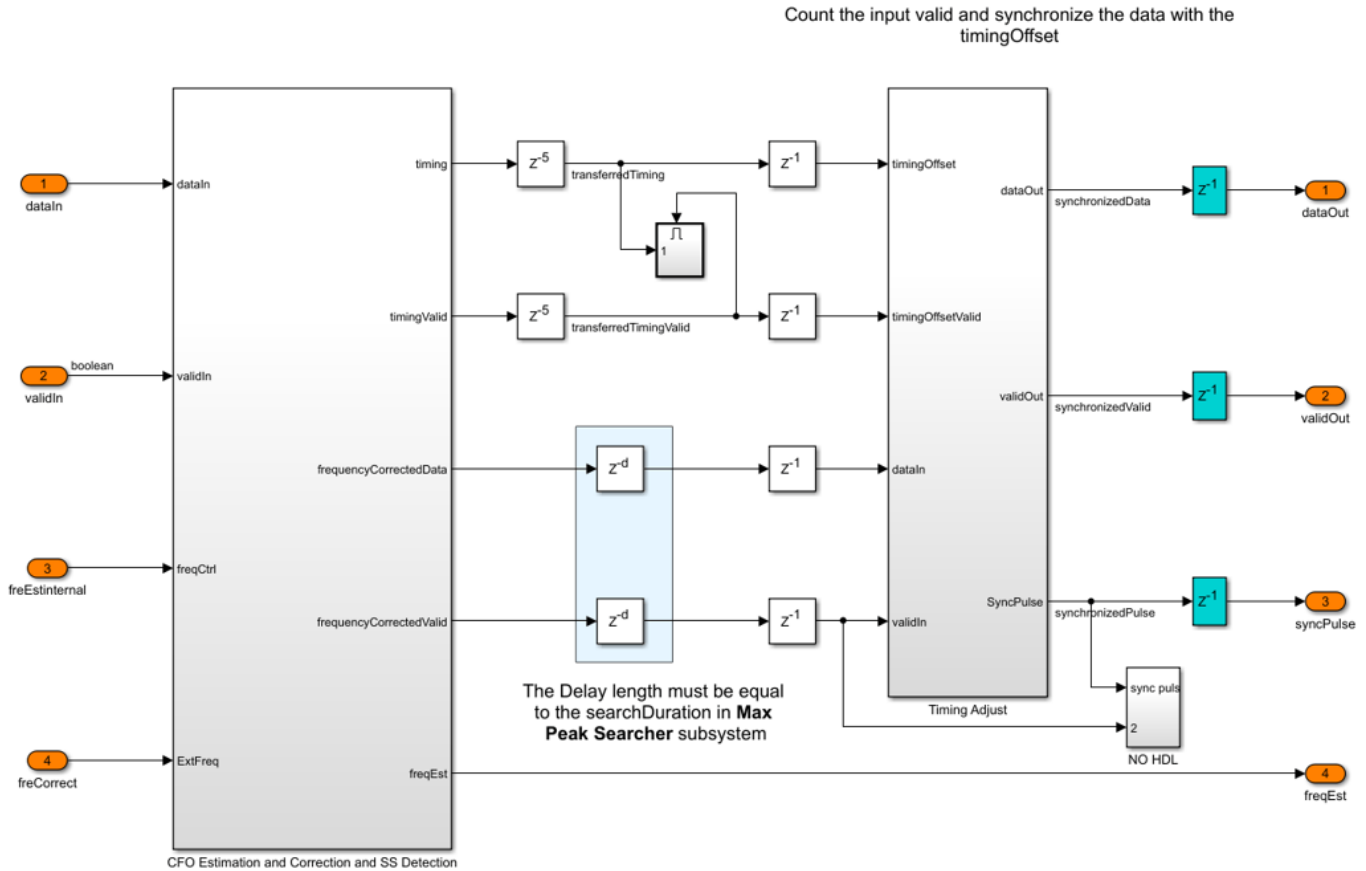 Count the input valid and synchronize the data with the
timingOffset
1
dataIn
2
validIn
boolean
3
freEstinternal
4
freCorrect
dataIn
validIn
freqCtrl
ExtFreq
timing
timingValid
frequencyCorrectedData
frequencyCorrectedValid
freqEst
CFO Estimation and Correction and SS Detection
z-5
transferredTiming
1
z-5
transferredTimingValid
z-d
z-d
The Delay length must be equal
to the searchDuration in Max
Peak Searcher subsystem
z-1
z-1
z-1
z-1
timingOffset
timingOffsetValid
dataIn
validIn
dataOut
validOut
SyncPulse
Timing Adjust
synchronizedData
synchronizedValid
synchronizedPulse
z-1
z-1
z-1
sync puls
2
NO HDL
1
dataOut
2
validOut
3
syncPulse
4
freqEst